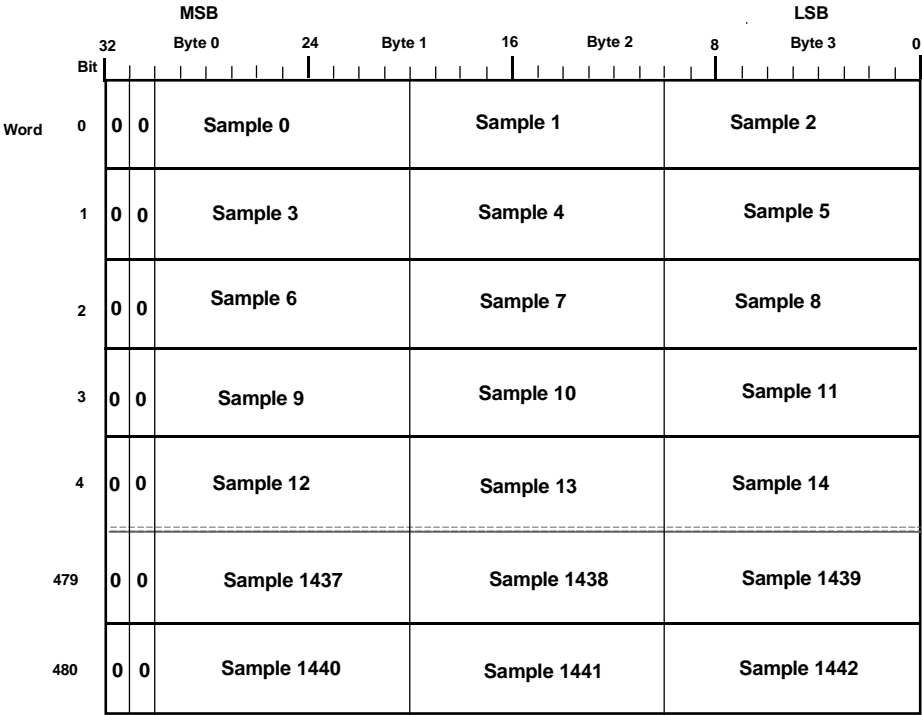 MSB LSB
32 Byte 0 24 Byte 1 16 Byte 2 8 Byte 3 0
Bit
Word 0 0 0 Sample 0 Sample 1 Sample 2
1 0 0 Sample 3 Sample 4 Sample 5
2 0 0 Sample 6 Sample 7 Sample 8
3 0 0 Sample 9 Sample 10 Sample 11
4 0 0 Sample 12 Sample 13 Sample 14
479 0 0 Sample 1437 Sample 1438 Sample 1439
480 0 0 Sample 1440 Sample 1441 Sample 1442